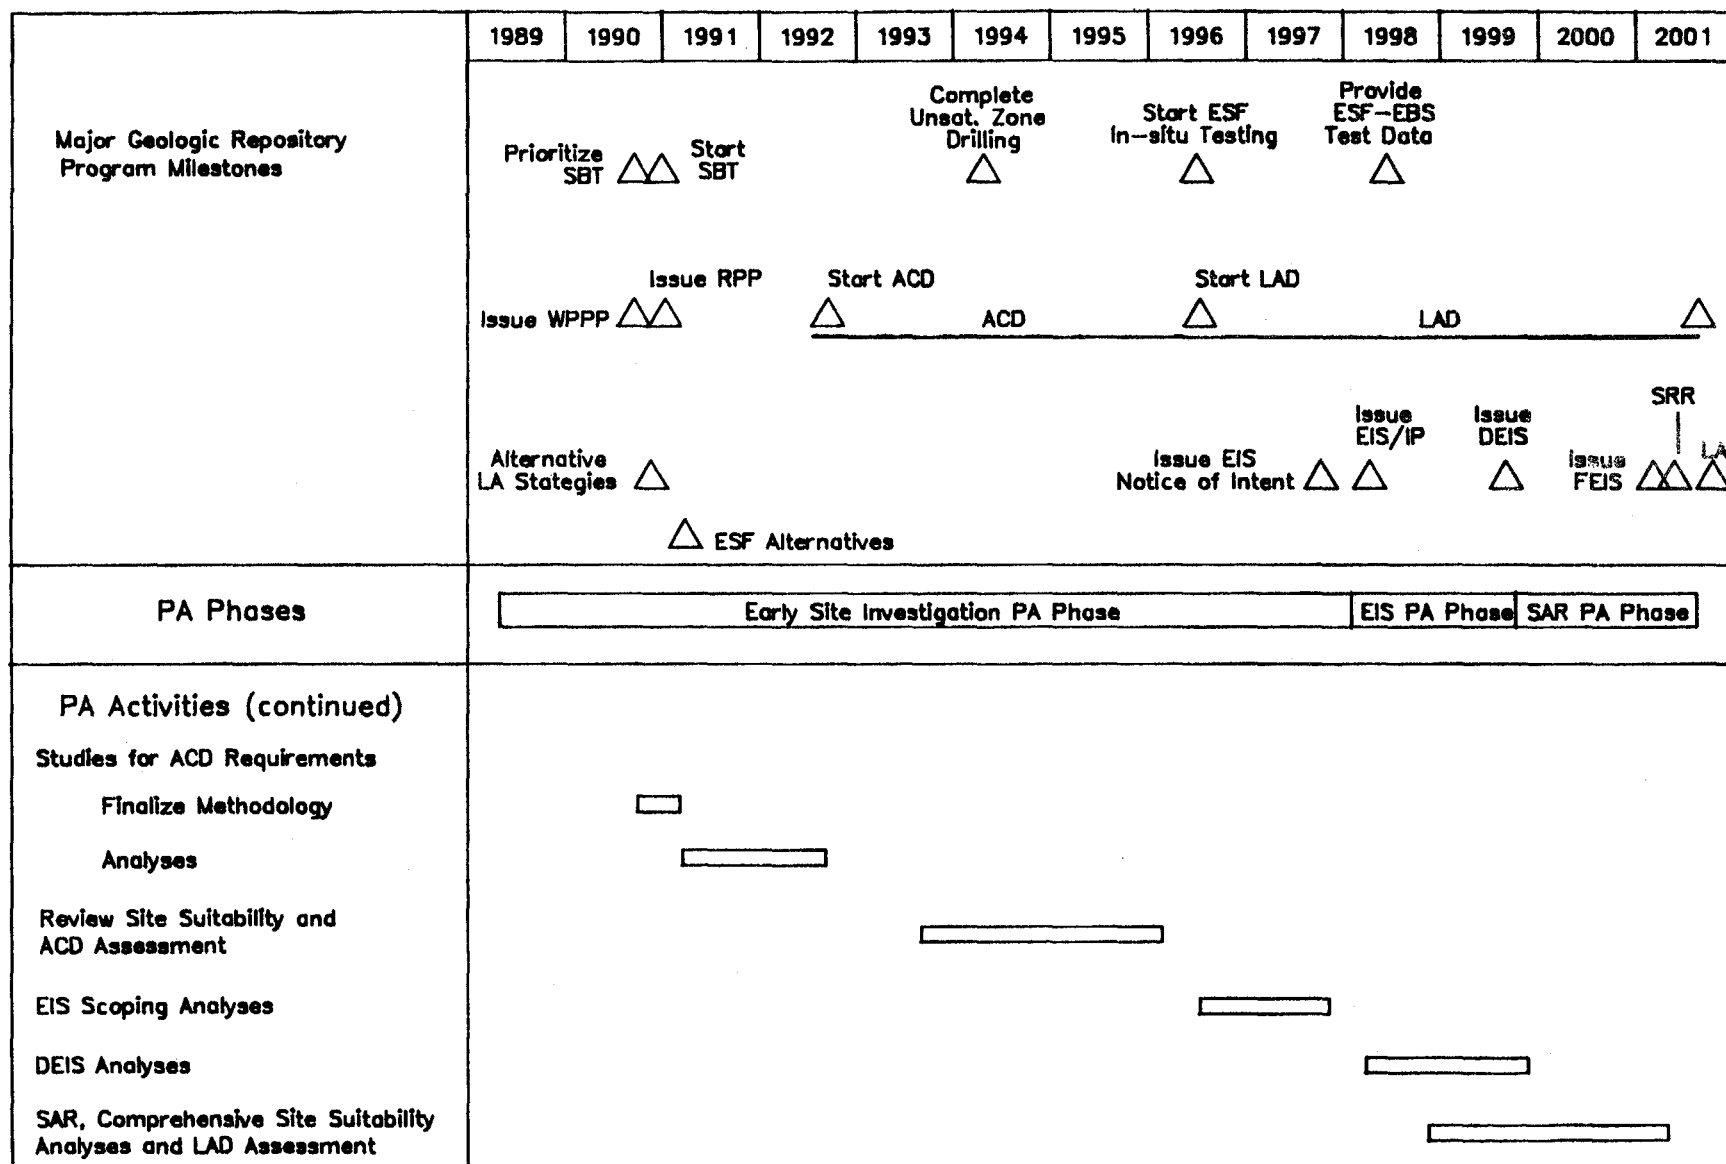 1989 1990 1991 1992 1993 1994 1995 1996 1997 1998 1999 2000 2001
Major Geologic Repository
Program Milestones
Prioritize
SBT
Start
SBT
Complete
Unsat. Zone
Drilling
Start ESF
In-situ Testing
Provide
ESF-EBS
Test Data
Issue WPPP
Issue RPP
Start ACD
ACD
Start LAD
LAD
Alternative
LA Stategies
ESF Alternatives
Issue EIS
Notice of Intent
Issue
EIS/IP
Issue
DEIS
Issue
FEIS
SRR
LA
PA Phases
Early Site Investigation PA Phase
EIS PA Phase
SAR PA Phase
PA Activities (continued)
Studies for ACD Requirements
Finalize Methodology
Analyses
Review Site Suitability and
ACD Assessment
EIS Scoping Analyses
DEIS Analyses
SAR, Comprehensive Site Suitability
Analyses and LAD Assessment